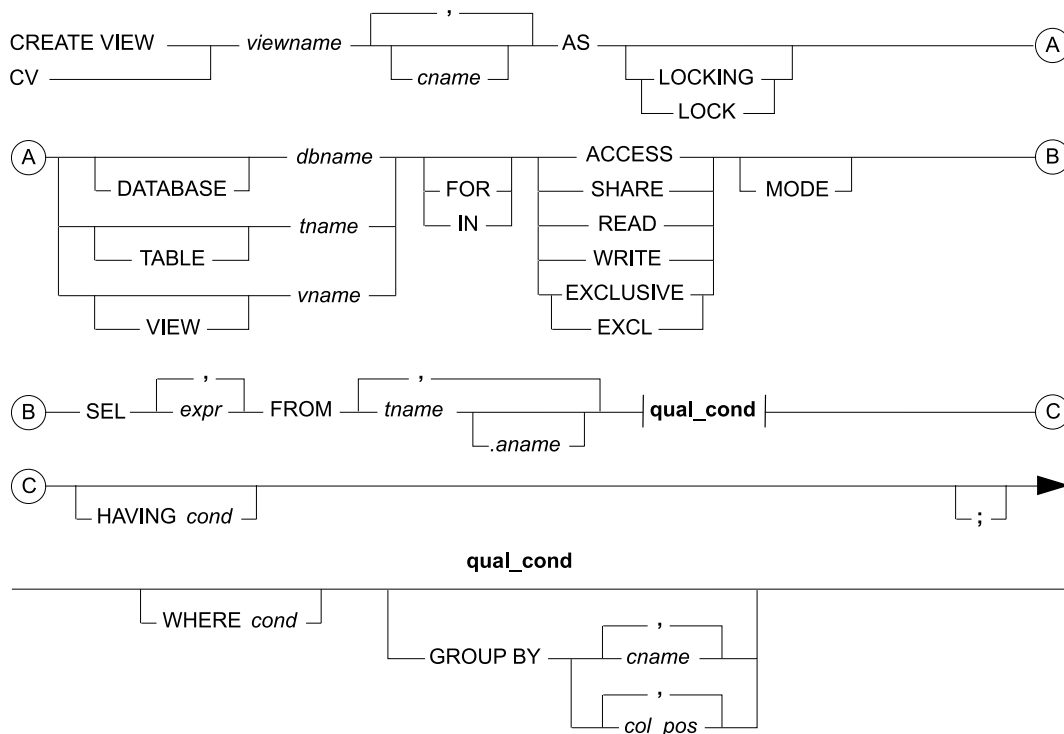 ,
CREATE VIEW viewname AS A
CV cname
LOCKING
LOCK
A dbname ACCESS B
DATABASE FOR SHARE MODE
IN
tname READ
TABLE WRITE
vname EXCLUSIVE
VIEW EXCL
, ,
B SEL expr FROM tname qual_cond C
.aname
C
HAVING cond ;
qual_cond
WHERE cond
,
GROUP BY cname
,
col_pos